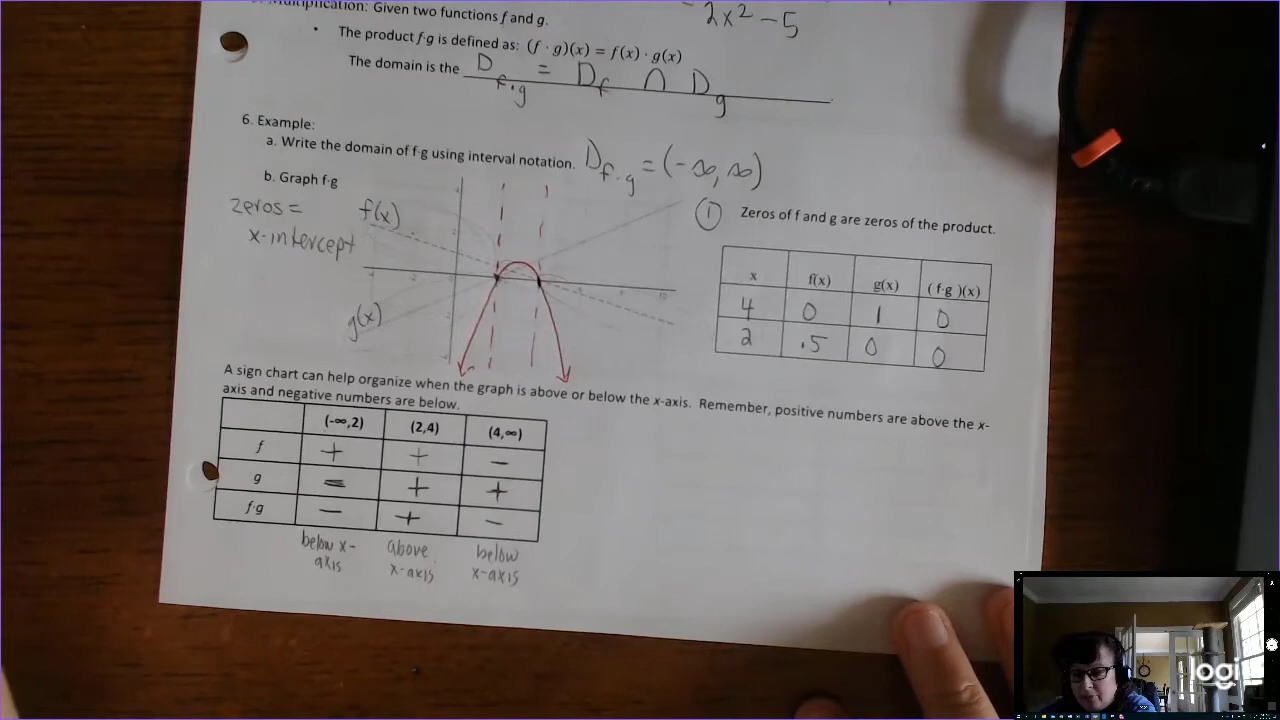 Multiplication: Given two functions f and g.
2x² – 5
• The product f·g is defined as: (f · g)(x) = f(x) · g(x)
The domain is the D_f·g = D_f ∩ D_g
6. Example:
a. Write the domain of f·g using interval notation. D_f·g = (-∞, ∞)
b. Graph f·g
zeros =
x-intercept
f(x)
g(x)
① Zeros of f and g are zeros of the product.
x f(x) g(x) (f·g)(x)
4 0 1 0
2 .5 0 0
A sign chart can help organize when the graph is above or below the x-axis. Remember, positive numbers are above the x-
axis and negative numbers are below.
(-∞,2) (2,4) (4,∞)
f + + –
g – + +
f·g – + –
below x-axis
above x-axis
below x-axis
logi